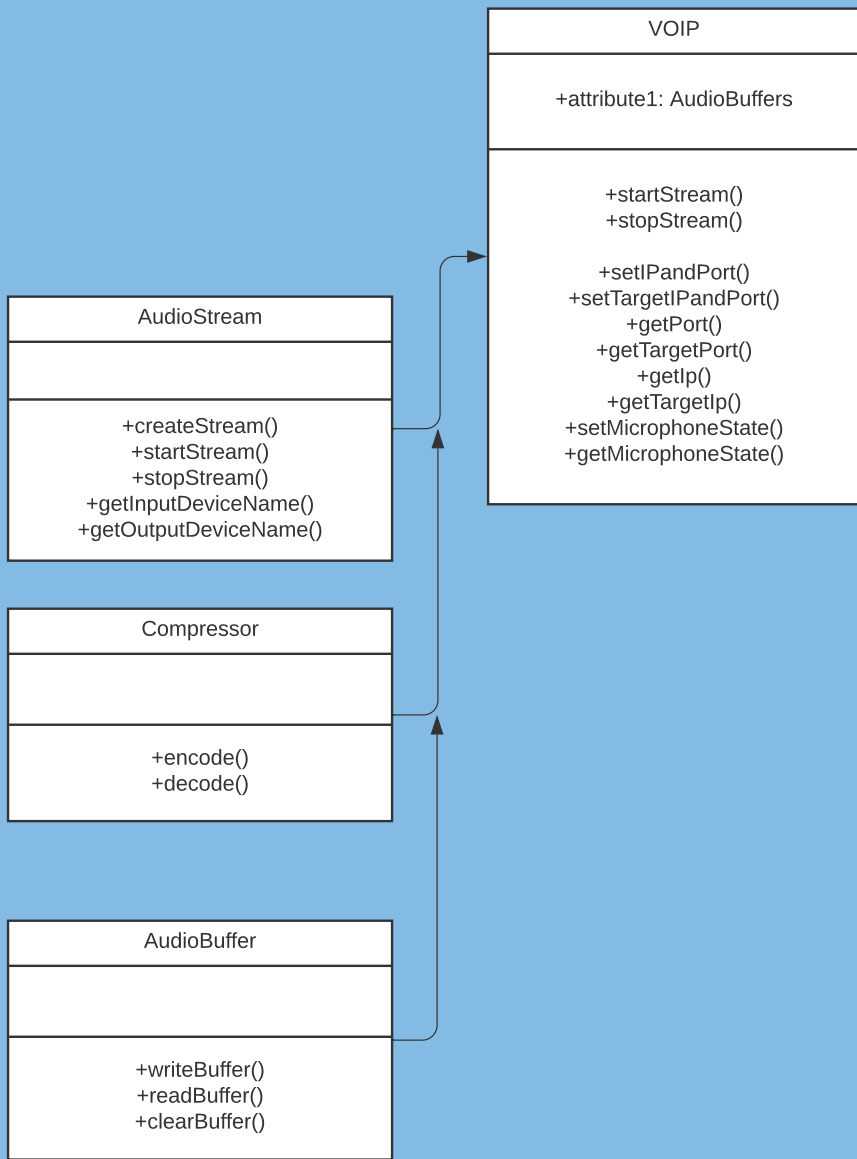 VOIP
+attribute1: AudioBuffers
+startStream()
+stopStream()
+setIPandPort()
+setTargetIPandPort()
+getPort()
+getTargetPort()
+getIp()
+getTargetIp()
+setMicrophoneState()
+getMicrophoneState()
AudioStream
+createStream()
+startStream()
+stopStream()
+getInputDeviceName()
+getOutputDeviceName()
Compressor
+encode()
+decode()
AudioBuffer
+writeBuffer()
+readBuffer()
+clearBuffer()